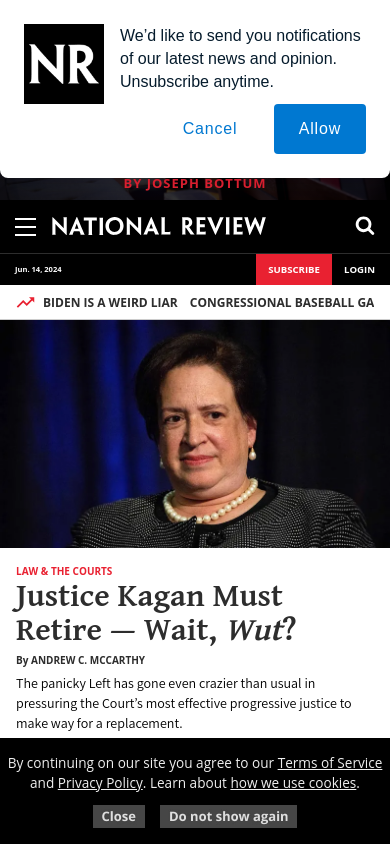 NR
We’d like to send you notifications
of our latest news and opinion.
Unsubscribe anytime.
Cancel
Allow
BY JOSEPH BOTTUM
NATIONAL REVIEW
Jun. 14, 2024
SUBSCRIBE
LOGIN
BIDEN IS A WEIRD LIAR
CONGRESSIONAL BASEBALL GA
LAW & THE COURTS
Justice Kagan Must
Retire — Wait, Wut?
By ANDREW C. MCCARTHY
The panicky Left has gone even crazier than usual in
pressuring the Court’s most effective progressive justice to
make way for a replacement.
By continuing on our site you agree to our Terms of Service
and Privacy Policy. Learn about how we use cookies.
Close
Do not show again